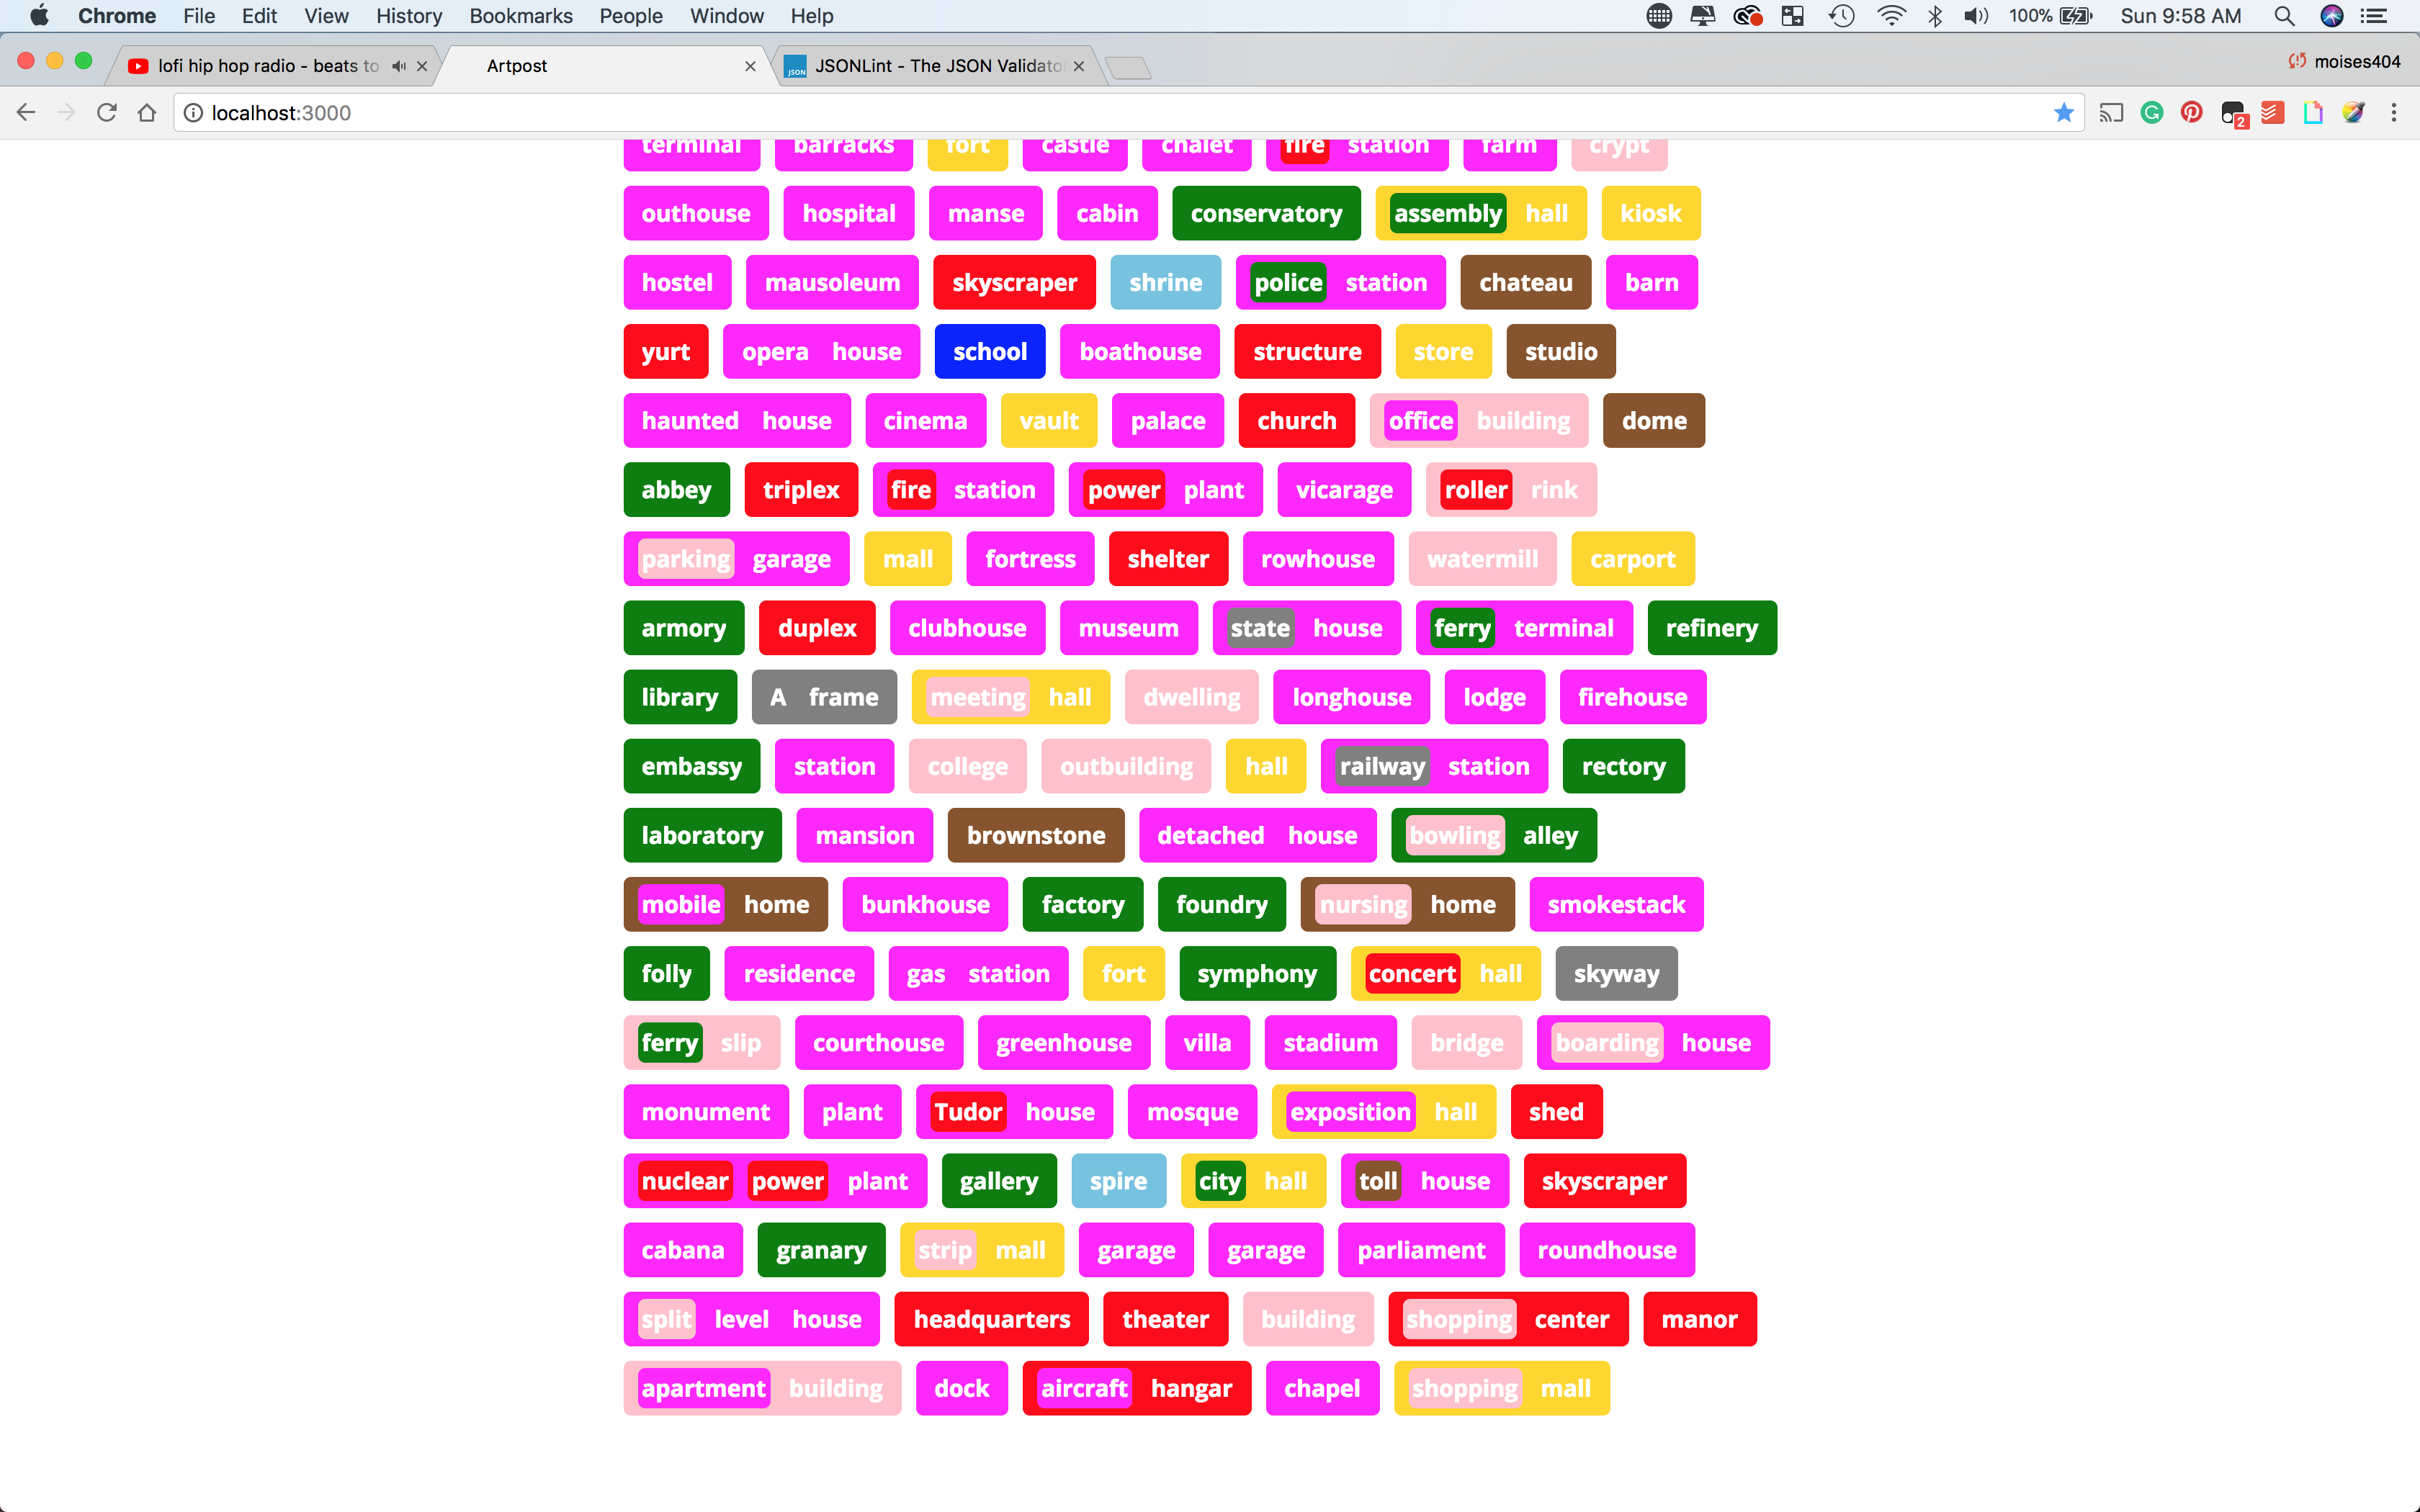 Chrome File Edit View History Bookmarks People Window Help 100% Sun 9:58 AM
lofi hip hop radio - beats to Artpost JSONLint - The JSON Validato moises404
localhost:3000 2
terminal barracks fort castle chalet fire station farm crypt
outhouse hospital manse cabin conservatory assembly hall kiosk
hostel mausoleum skyscraper shrine police station chateau barn
yurt opera house school boathouse structure store studio
haunted house cinema vault palace church office building dome
abbey triplex fire station power plant vicarage roller rink
parking garage mall fortress shelter rowhouse watermill carport
armory duplex clubhouse museum state house ferry terminal refinery
library A frame meeting hall dwelling longhouse lodge firehouse
embassy station college outbuilding hall railway station rectory
laboratory mansion brownstone detached house bowling alley
mobile home bunkhouse factory foundry nursing home smokestack
folly residence gas station fort symphony concert hall skyway
ferry slip courthouse greenhouse villa stadium bridge boarding house
monument plant Tudor house mosque exposition hall shed
nuclear power plant gallery spire city hall toll house skyscraper
cabana granary strip mall garage garage parliament roundhouse
split level house headquarters theater building shopping center manor
apartment building dock aircraft hangar chapel shopping mall